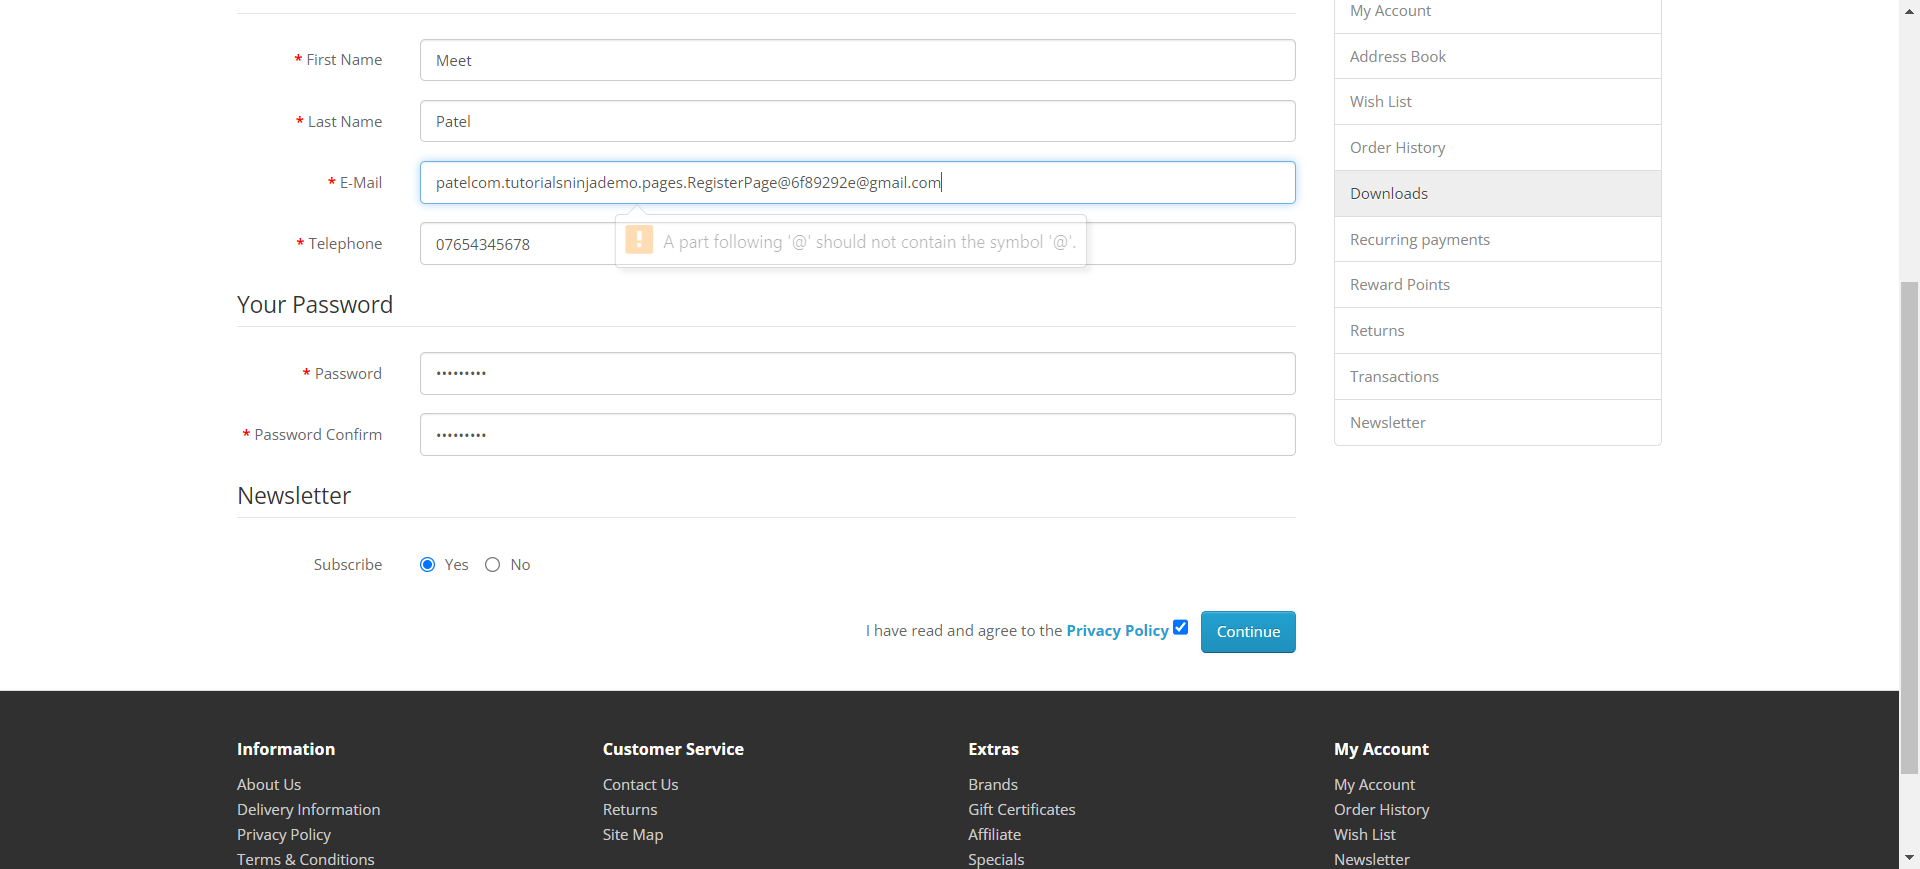 * First Name
Meet
* Last Name
Patel
* E-Mail
patelcom.tutorialsninjademo.pages.RegisterPage@6f89292e@gmail.com
A part following '@' should not contain the symbol '@'.
* Telephone
07654345678
Your Password
* Password
•••••••••
* Password Confirm
•••••••••
Newsletter
Subscribe
Yes No
I have read and agree to the Privacy Policy
Continue
My Account
Address Book
Wish List
Order History
Downloads
Recurring payments
Reward Points
Returns
Transactions
Newsletter
Information
About Us
Delivery Information
Privacy Policy
Terms & Conditions
Customer Service
Contact Us
Returns
Site Map
Extras
Brands
Gift Certificates
Affiliate
Specials
My Account
My Account
Order History
Wish List
Newsletter